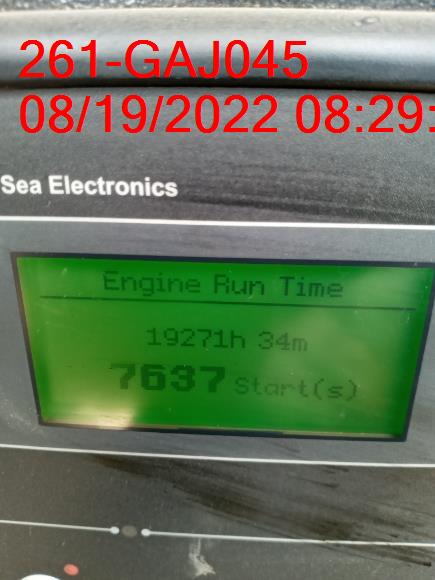 261-GAJ045
08/19/2022 08:29:
Sea Electronics
Engine Run Time
19271h 34m
7637 Start(s)